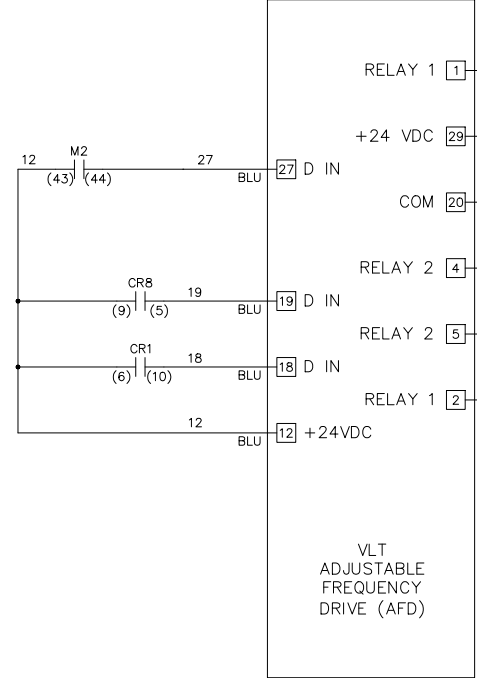 RELAY 1 1
+24 VDC 29
M2
12 27
(43) (44) BLU 27 D IN
COM 20
RELAY 2 4
CR8
19
(9) (5) BLU 19 D IN
RELAY 2 5
CR1
18
(6) (10) BLU 18 D IN
RELAY 1 2
12
BLU 12 +24VDC
VLT
ADJUSTABLE
FREQUENCY
DRIVE (AFD)